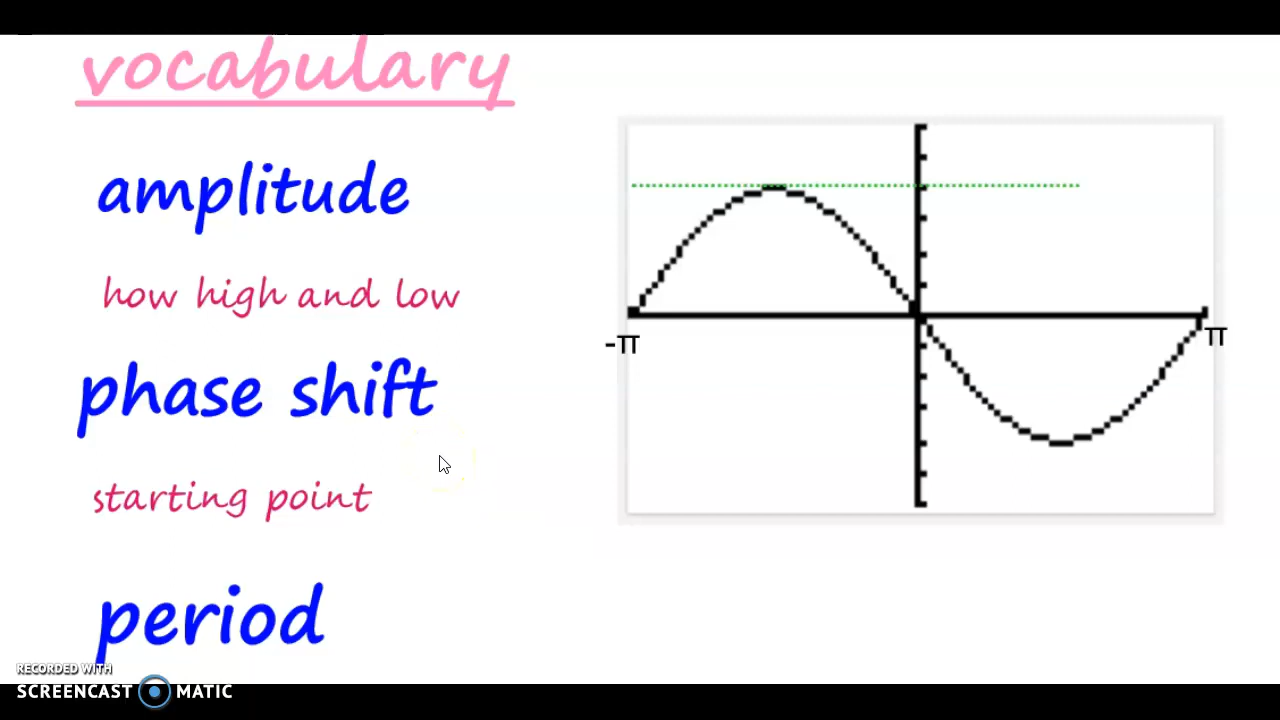 vocabulary
amplitude
how high and low
phase shift
starting point
period
-π
π
RECORDED WITH
SCREENCAST MATIC